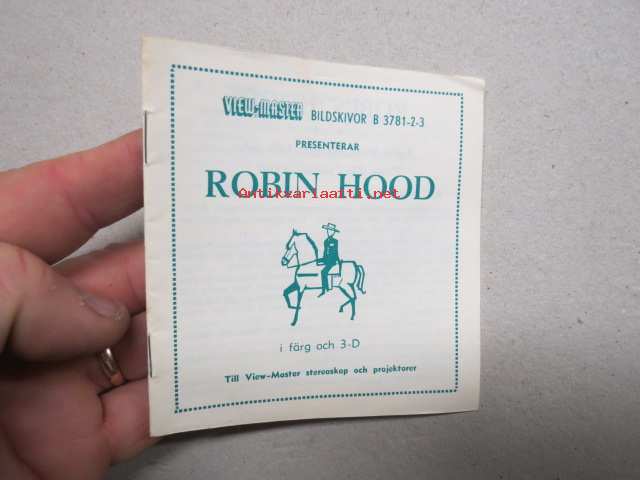 VIEW-MASTER BILDSKIVOR B 3781-2-3
PRESENTERAR
ROBIN HOOD
Antikvariaatti.net
i färg och 3-D
Till View-Master stereoskop och projektorer